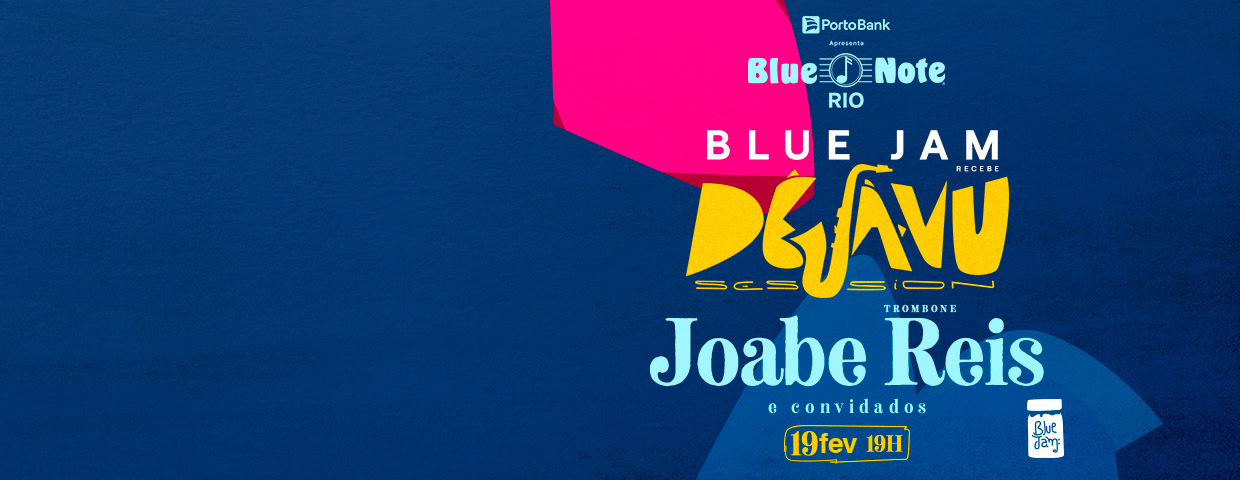 PortoBank
Apresenta
Blue Note
RIO
BLUE JAM
RECEBE
DÉJÀVU
SESSION
TROMBONE
Joabe Reis
e convidados
19fev 19H
Blue
Jam